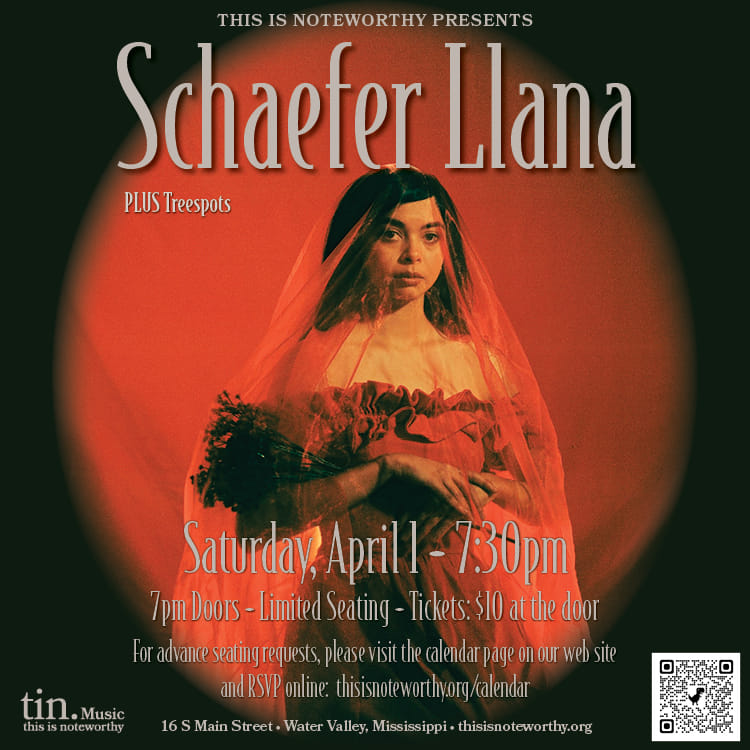 THIS IS NOTEWORTHY PRESENTS
Schaefer Llana
PLUS Treespots
Saturday, April 1 - 7:30pm
7pm Doors - Limited Seating - Tickets: $10 at the door
For advance seating requests, please visit the calendar page on our web site
and RSVP online: thisisnoteworthy.org/calendar
tin. Music
this is noteworthy
16 S Main Street • Water Valley, Mississippi • thisisnoteworthy.org